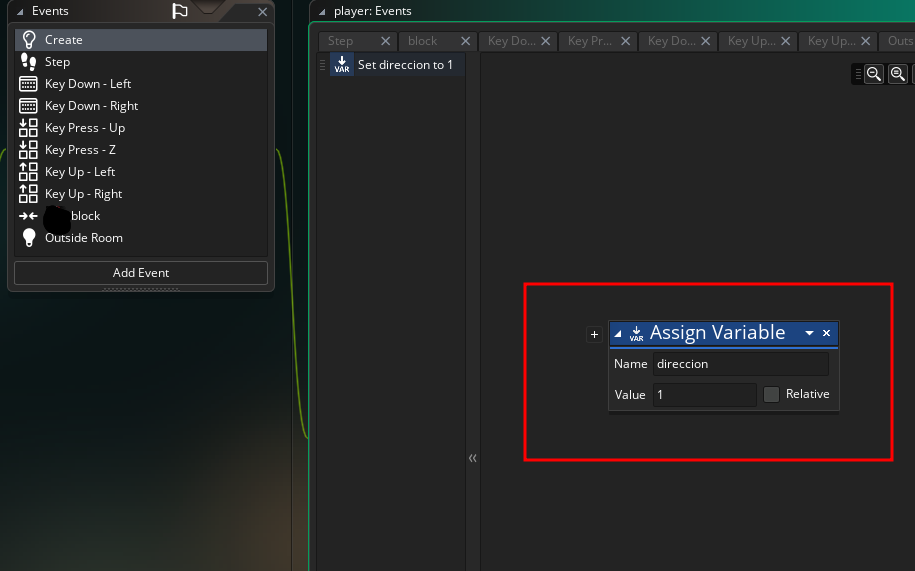 Events
Create
Step
Key Down - Left
Key Down - Right
Key Press - Up
Key Press - Z
Key Up - Left
Key Up - Right
block
Outside Room
Add Event
player: Events
Step block Key Do... Key Pr... Key Do... Key Up... Key Up... Outs
VAR Set direccion to 1
VAR Assign Variable
Name direccion
Value 1 Relative